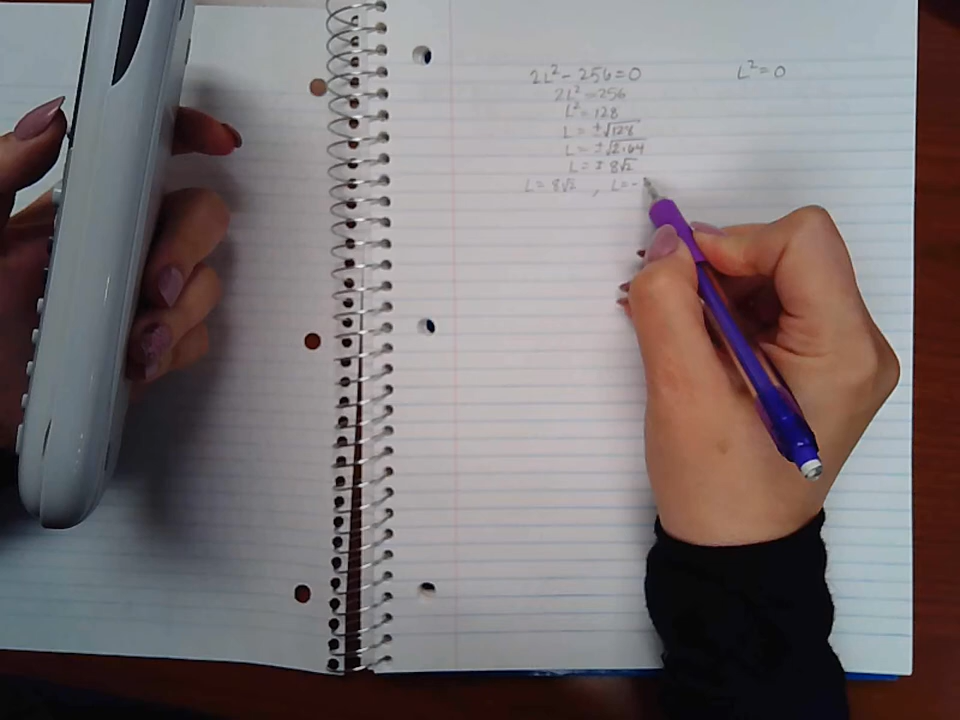 2L² - 256 = 0
2L² = 256
L² = 128
L = ±√128
L = ±√2·64
L = ± 8√2
L = 8√2 , L = -
L² = 0